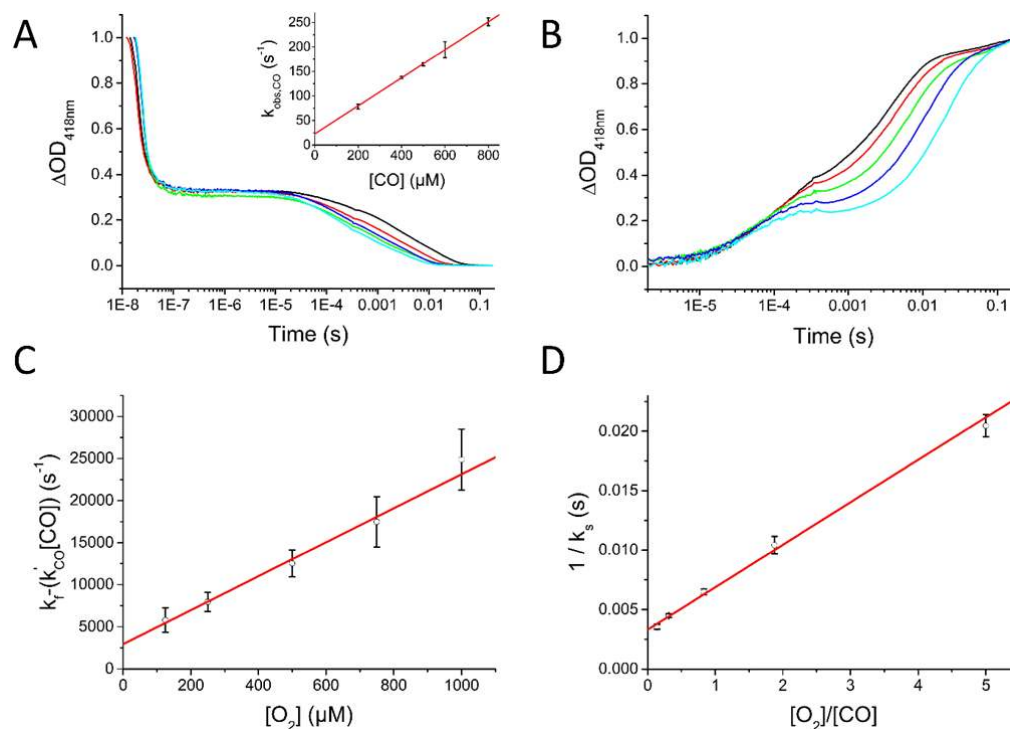 A
ΔOD418nm
1.0
0.8
0.6
0.4
0.2
0.0
1E-8 1E-7 1E-6 1E-5 1E-4 0.001 0.01 0.1
Time (s)
kobs,CO (s-1)
250
200
150
100
50
0
0 200 400 600 800
[CO] (µM)
B
ΔOD418nm
1.0
0.8
0.6
0.4
0.2
0.0
1E-5 1E-4 0.001 0.01 0.1
Time (s)
C
kf-(k'CO[CO]) (s-1)
30000
25000
20000
15000
10000
5000
0
0 200 400 600 800 1000
[O2] (µM)
D
1 / ks (s)
0.020
0.015
0.010
0.005
0.000
0 1 2 3 4 5
[O2]/[CO]